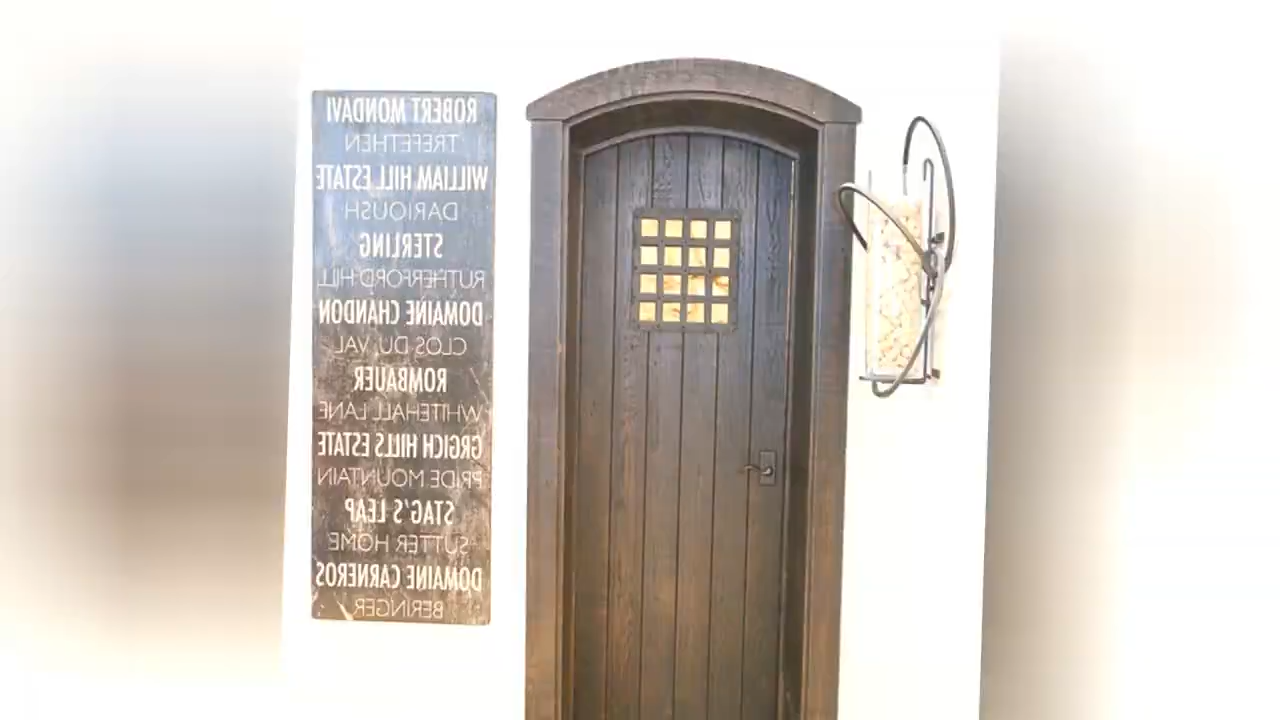 ROBERT MONDAVI
TREFETHEN
WILLIAM HILL ESTATE
DARIOUSH
STERLING
RUTHERFORD HILL
DOMAINE CHANDON
CLOS DU VAL
ROMBAUER
WHITEHALL LANE
GRGICH HILLS ESTATE
PRIDE MOUNTAIN
STAG'S LEAP
SUTTER HOME
DOMAINE CARNEROS
BERINGER